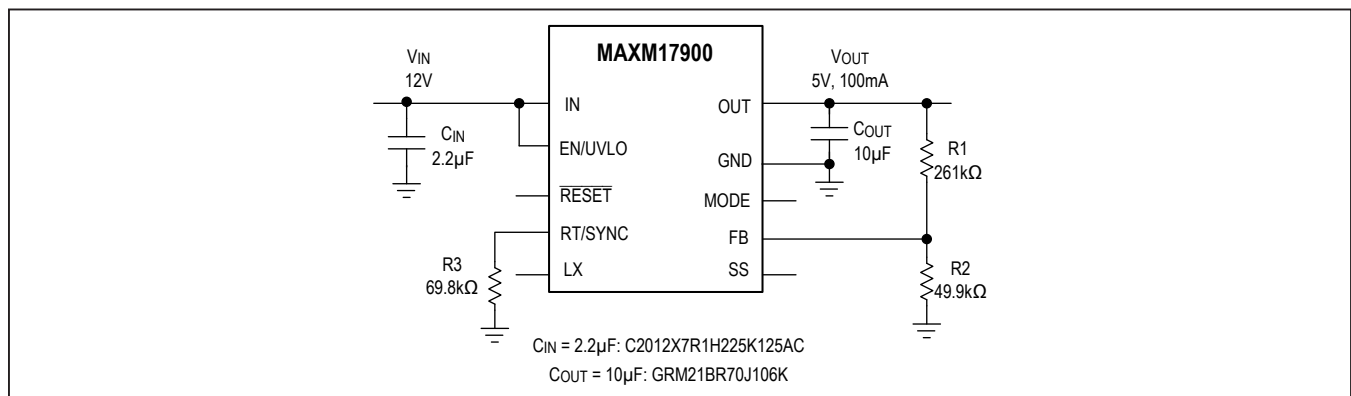 MAXM17900
VIN
12V
CIN
2.2µF
IN
EN/UVLO
RESET
RT/SYNC
LX
R3
69.8kΩ
OUT
GND
MODE
FB
SS
VOUT
5V, 100mA
COUT
10µF
R1
261kΩ
R2
49.9kΩ
CIN = 2.2µF: C2012X7R1H225K125AC
COUT = 10µF: GRM21BR70J106K